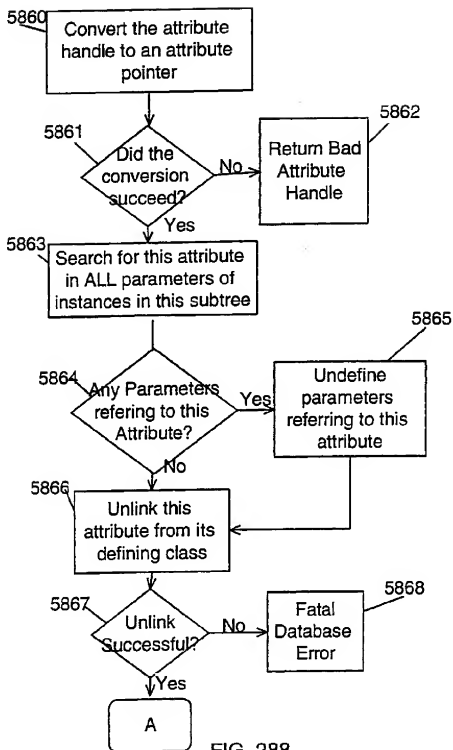 5860
Convert the attribute
handle to an attribute
pointer
5861
Did the
conversion
succeed?
No
5862
Return Bad
Attribute
Handle
Yes
5863
Search for this attribute
in ALL parameters of
instances in this subtree
5864
Any Parameters
refering to this
Attribute?
Yes
5865
Undefine
parameters
referring to this
attribute
No
5866
Unlink this
attribute from its
defining class
5867
Unlink
Successful?
No
5868
Fatal
Database
Error
Yes
A
FIG. 288